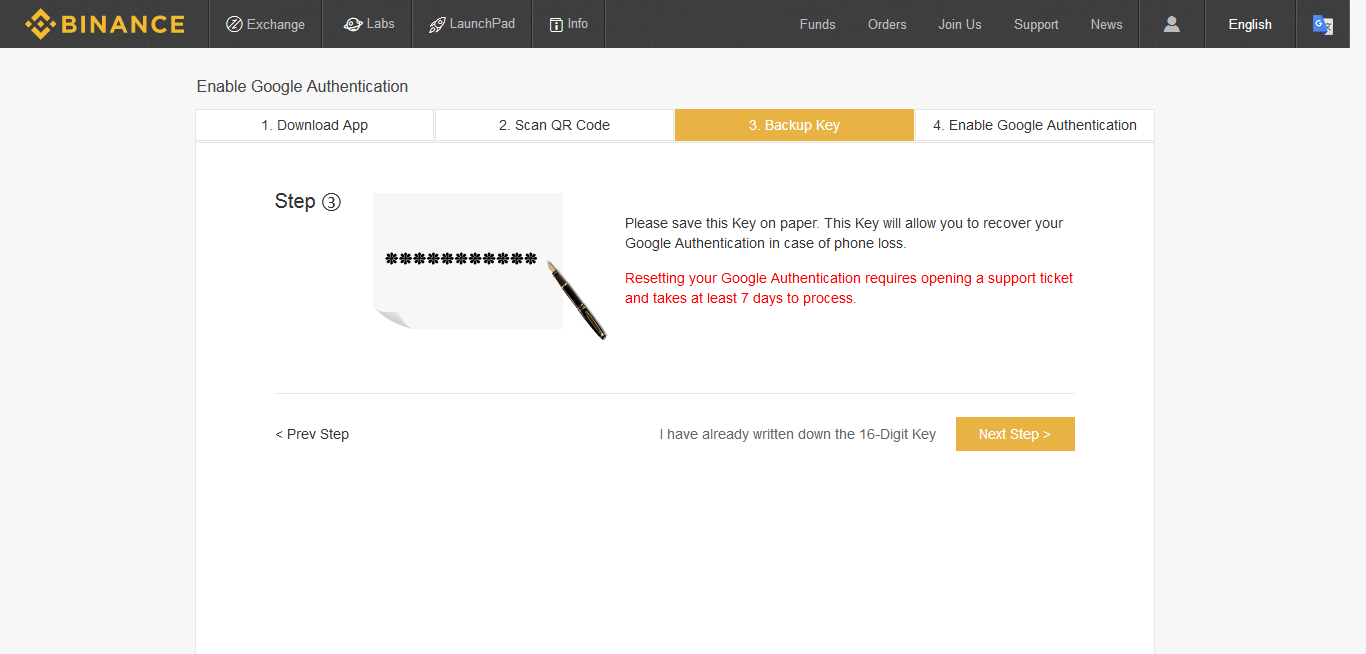 BINANCE
Exchange
Labs
LaunchPad
Info
Funds
Orders
Join Us
Support
News
English
Enable Google Authentication
1. Download App
2. Scan QR Code
3. Backup Key
4. Enable Google Authentication
Step ③
✽✽✽✽✽✽✽✽✽✽✽
Please save this Key on paper. This Key will allow you to recover your
Google Authentication in case of phone loss.
Resetting your Google Authentication requires opening a support ticket
and takes at least 7 days to process.
< Prev Step
I have already written down the 16-Digit Key
Next Step >